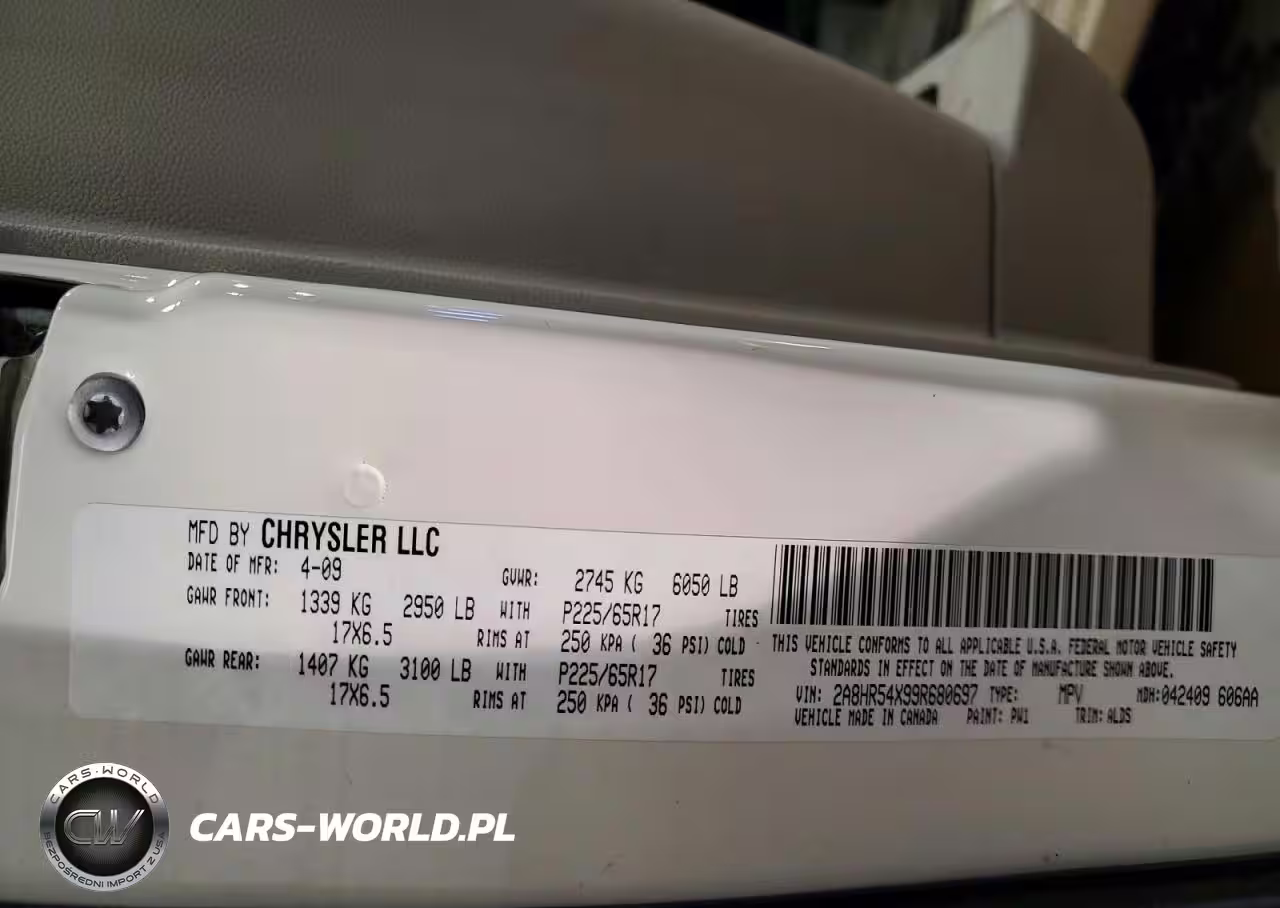 MFD BY CHRYSLER LLC
DATE OF MFR: 4-09 GVWR: 2745 KG 6050 LB
GAWR FRONT: 1339 KG 2950 LB WITH P225/65R17 TIRES
17X6.5 RIMS AT 250 KPA ( 36 PSI) COLD
GAWR REAR: 1407 KG 3100 LB WITH P225/65R17 TIRES
17X6.5 RIMS AT 250 KPA ( 36 PSI) COLD
THIS VEHICLE CONFORMS TO ALL APPLICABLE U.S.A. FEDERAL MOTOR VEHICLE SAFETY
STANDARDS IN EFFECT ON THE DATE OF MANUFACTURE SHOWN ABOVE.
VIN: 2A8HR54X99R680697 TYPE: MPV MDH:042409 606AA
VEHICLE MADE IN CANADA PAINT: PW1 TRIM: ALDS
CARS-WORLD
CW
BEZPOŚREDNI IMPORT Z USA
CARS-WORLD.PL